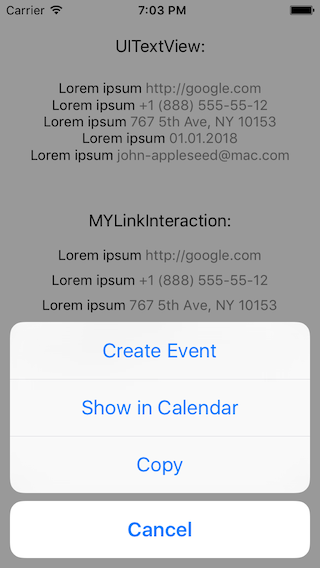 Carrier 7:03 PM
UITextView:
Lorem ipsum http://google.com
Lorem ipsum +1 (888) 555-55-12
Lorem ipsum 767 5th Ave, NY 10153
Lorem ipsum 01.01.2018
Lorem ipsum john-appleseed@mac.com
MYLinkInteraction:
Lorem ipsum http://google.com
Lorem ipsum +1 (888) 555-55-12
Lorem ipsum 767 5th Ave, NY 10153
Create Event
Show in Calendar
Copy
Cancel